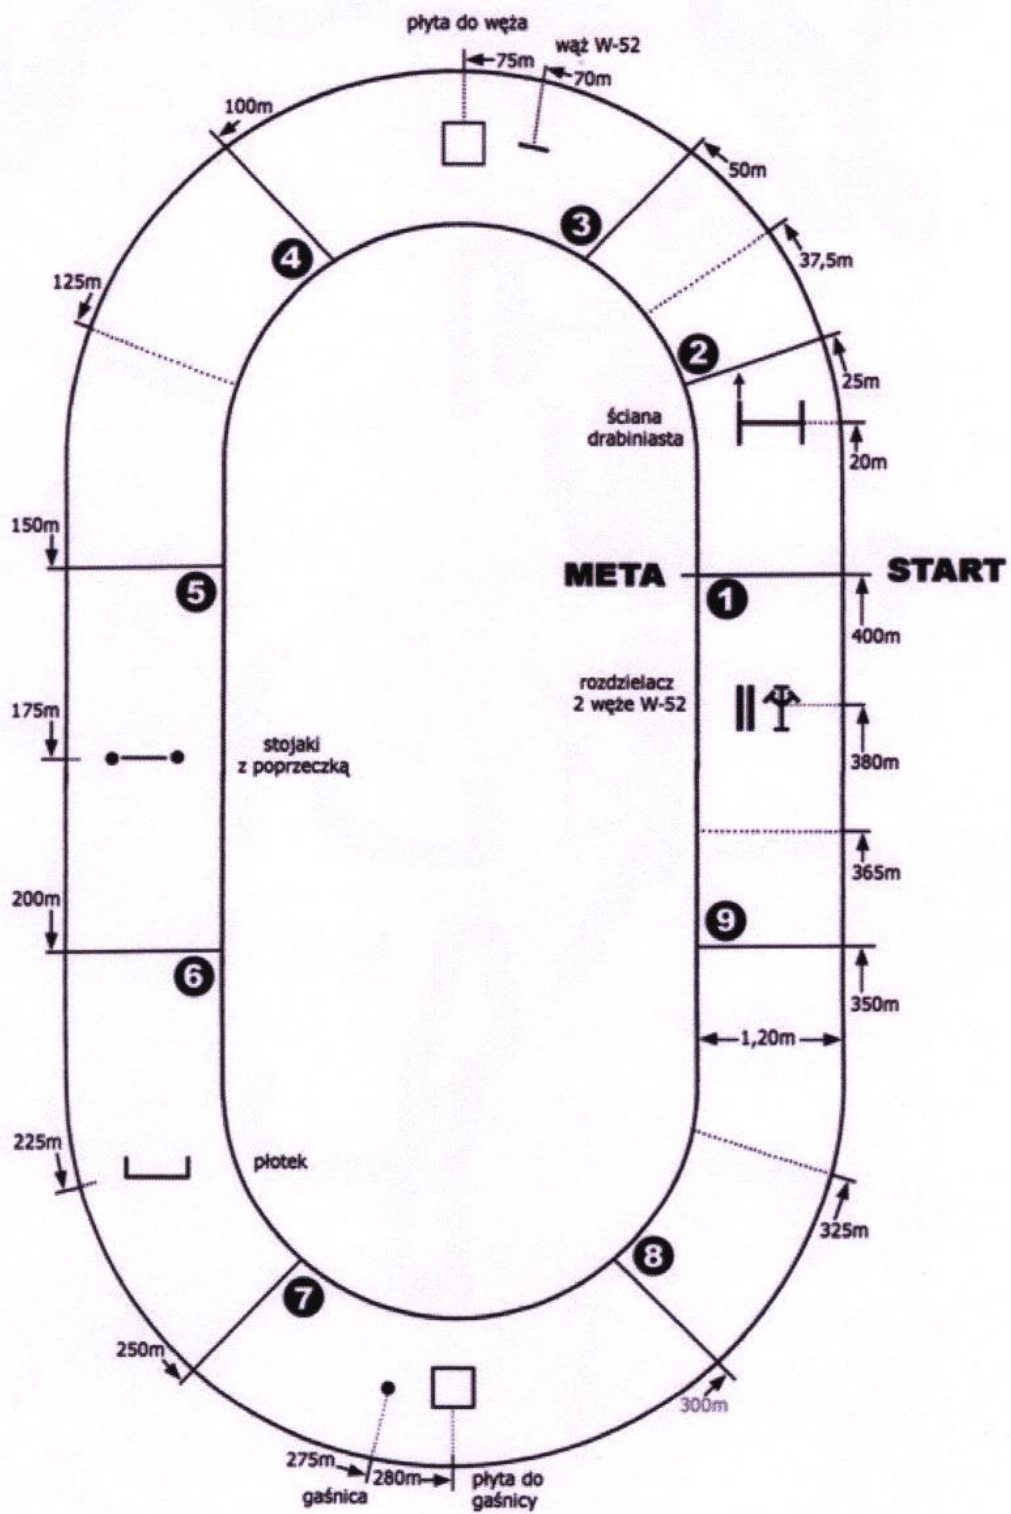 płyta do węża
75m
wąż W-52
70m
100m
50m
3
4
37,5m
125m
2
25m
ściana
drabiniasta
20m
150m
META
START
5
1
400m
rozdzielacz
2 węże W-52
175m
stojaki
z poprzeczką
380m
365m
200m
9
6
350m
1,20m
225m
płotek
325m
8
7
250m
300m
275m
280m
płyta do
gaśnicy
gaśnica